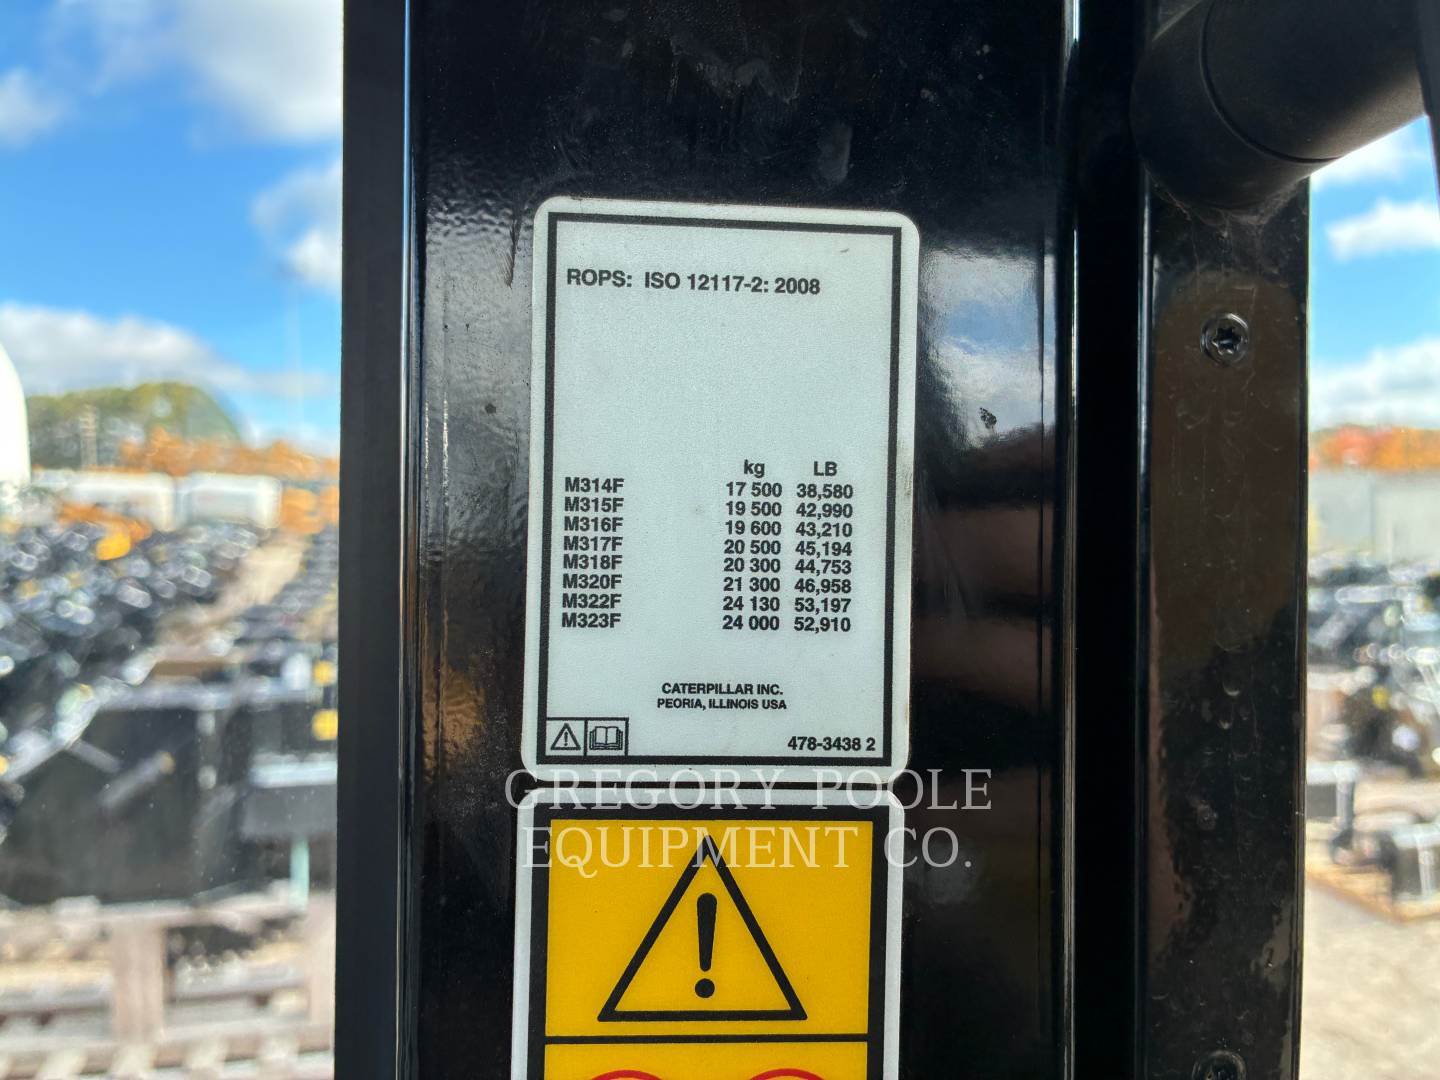 ROPS: ISO 12117-2: 2008
kg LB
M314F 17 500 38,580
M315F 19 500 42,990
M316F 19 600 43,210
M317F 20 500 45,194
M318F 20 300 44,753
M320F 21 300 46,958
M322F 24 130 53,197
M323F 24 000 52,910
CATERPILLAR INC.
PEORIA, ILLINOIS USA
478-3438 2
GREGORY POOLE
EQUIPMENT CO.